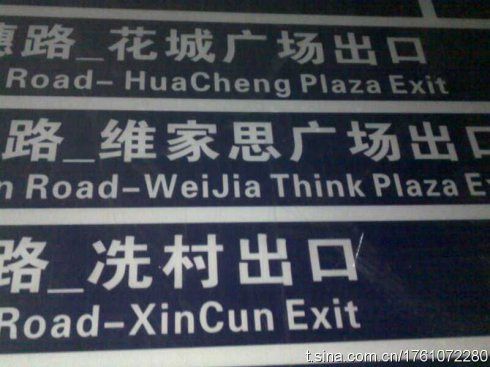 路_花城广场出口
Road-HuaCheng Plaza Exit
路_维家思广场出口
n Road-WeiJia Think Plaza E
路_冼村出口
Road-XinCun Exit
t.sina.com.cn/1761072280